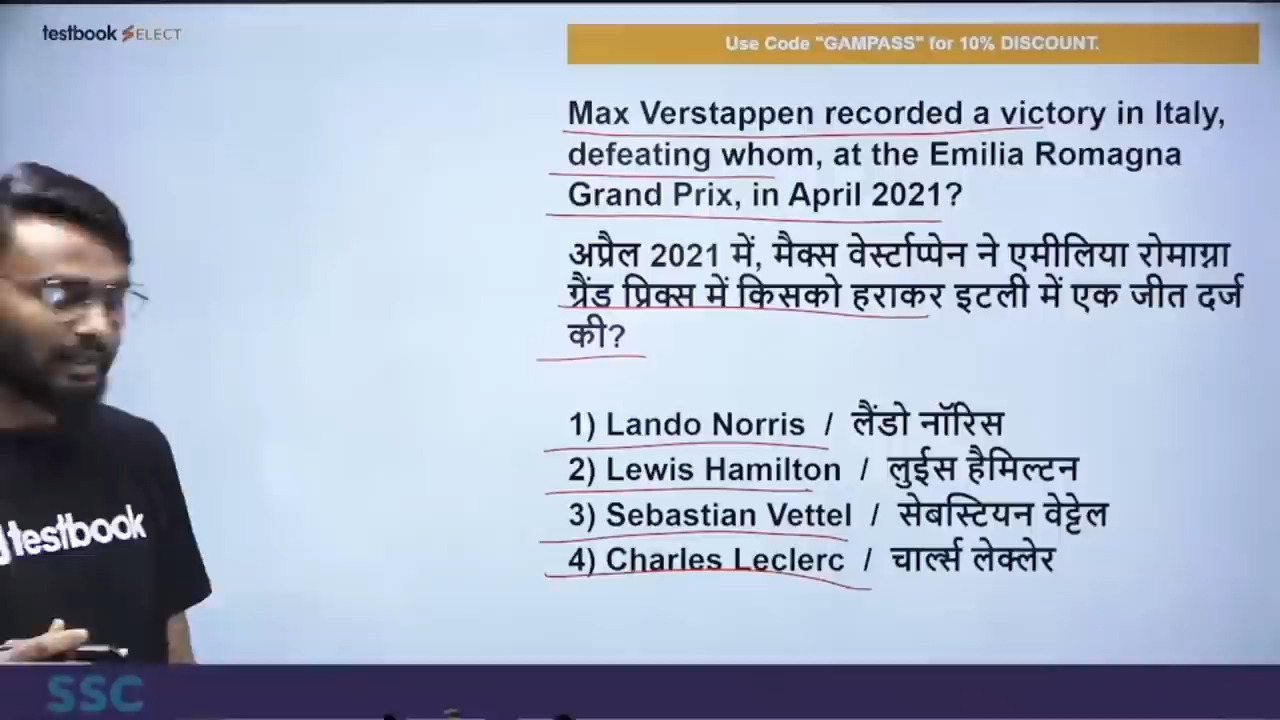 testbook SELECT
Use Code "GAMPASS" for 10% DISCOUNT.
Max Verstappen recorded a victory in Italy,
defeating whom, at the Emilia Romagna
Grand Prix, in April 2021?
अप्रैल 2021 में, मैक्स वेर्स्टाप्पेन ने एमीलिया रोमाग्ना
ग्रैंड प्रिक्स में किसको हराकर इटली में एक जीत दर्ज
की?
1) Lando Norris / लैंडो नॉरिस
2) Lewis Hamilton / लुईस हैमिल्टन
3) Sebastian Vettel / सेबस्टियन वेट्टेल
4) Charles Leclerc / चार्ल्स लेक्लेर
testbook
SSC